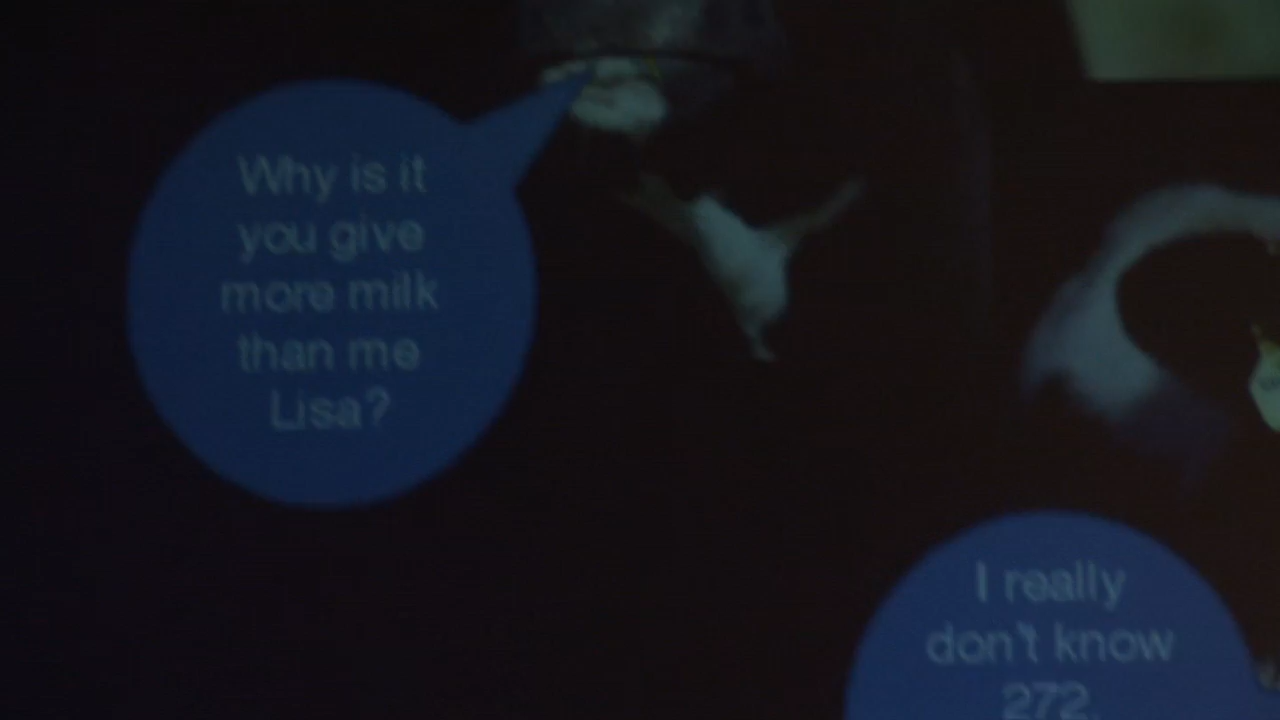 Why is it
you give
more milk
than me
Lisa?
I really
don't know
272